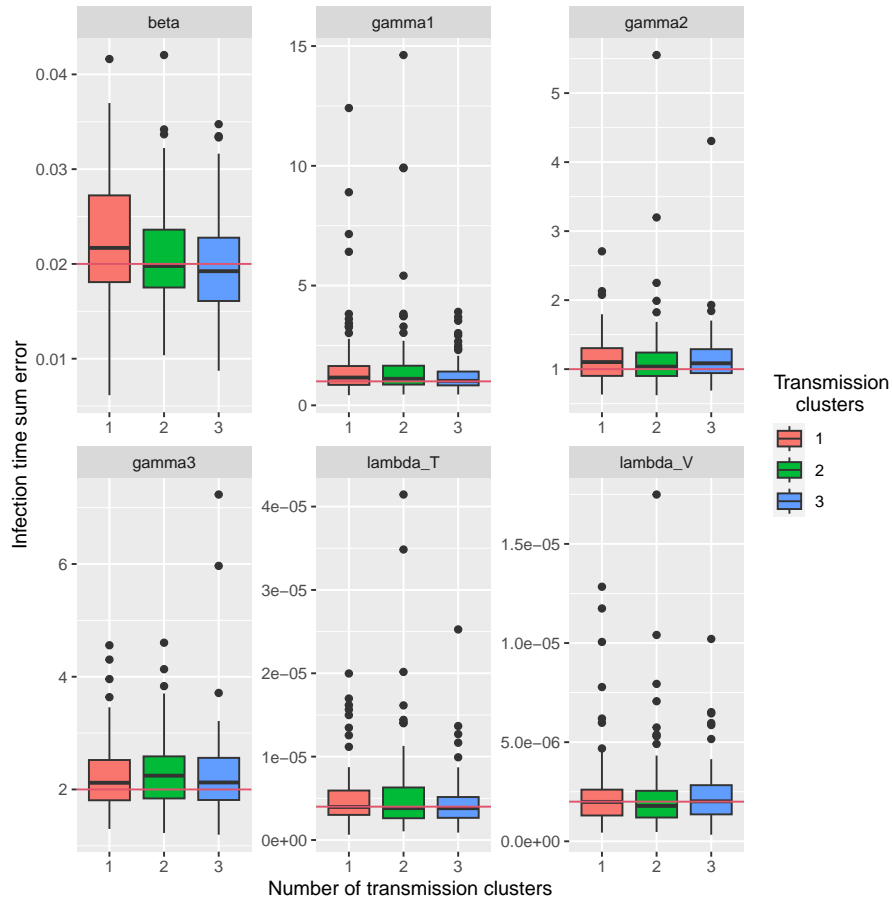 beta
gamma1
gamma2
0.04
0.03
0.02
0.01
15
10
5
0
5
4
3
2
1
1 2 3
1 2 3
1 2 3
gamma3
lambda_T
lambda_V
6
4
2
4e−05
3e−05
2e−05
1e−05
0e+00
1.5e−05
1.0e−05
5.0e−06
0.0e+00
1 2 3
1 2 3
1 2 3
Infection time sum error
Number of transmission clusters
Transmission
clusters
1
2
3